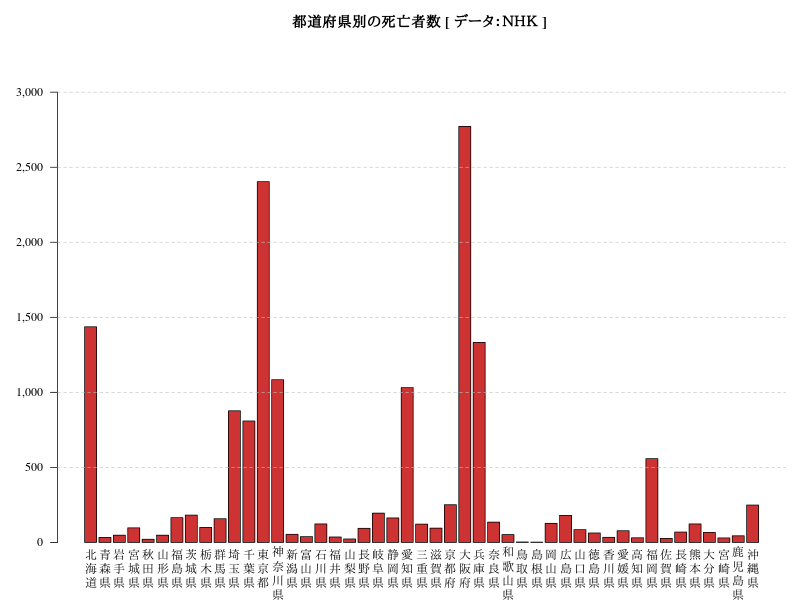 都道府県別の死亡者数 [ データ:NHK ]
3,000
2,500
2,000
1,500
1,000
500
0
北海道
青森県
岩手県
宮城県
秋田県
山形県
福島県
茨城県
栃木県
群馬県
埼玉県
千葉県
東京都
神奈川県
新潟県
富山県
石川県
福井県
山梨県
長野県
岐阜県
静岡県
愛知県
三重県
滋賀県
京都府
大阪府
兵庫県
奈良県
和歌山県
鳥取県
島根県
岡山県
広島県
山口県
徳島県
香川県
愛媛県
高知県
福岡県
佐賀県
長崎県
熊本県
大分県
宮崎県
鹿児島県
沖縄県